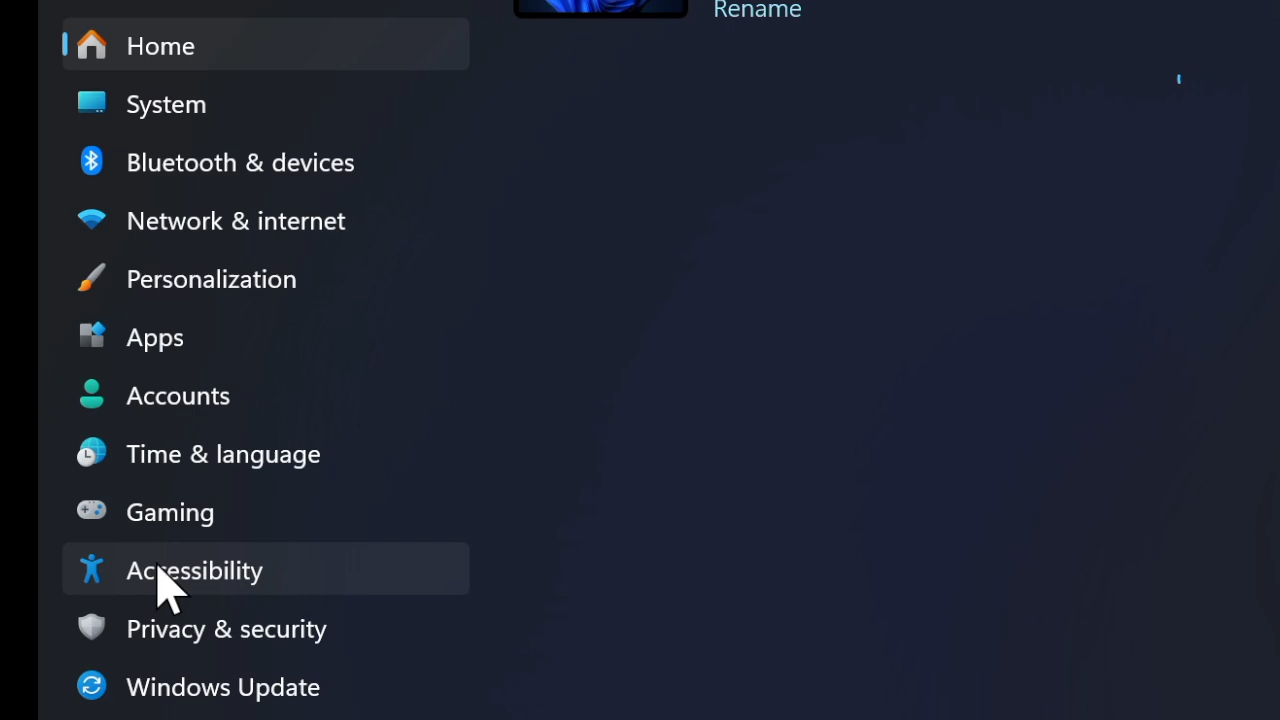 Rename
Home
System
Bluetooth & devices
Network & internet
Personalization
Apps
Accounts
Time & language
Gaming
Accessibility
Privacy & security
Windows Update